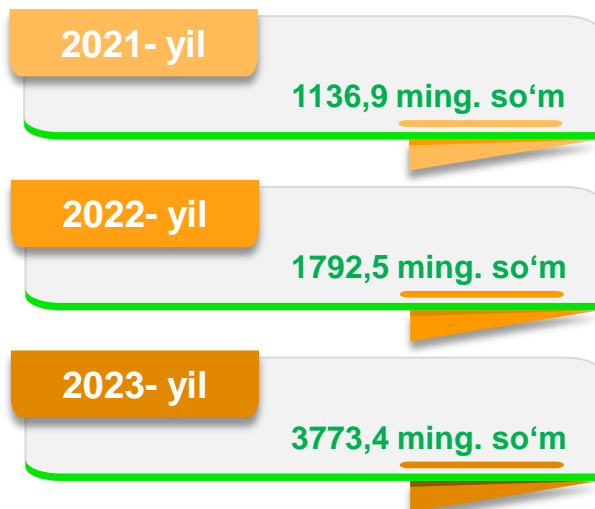 2021- yil
1136,9 ming. so‘m
2022- yil
1792,5 ming. so‘m
2023- yil
3773,4 ming. so‘m